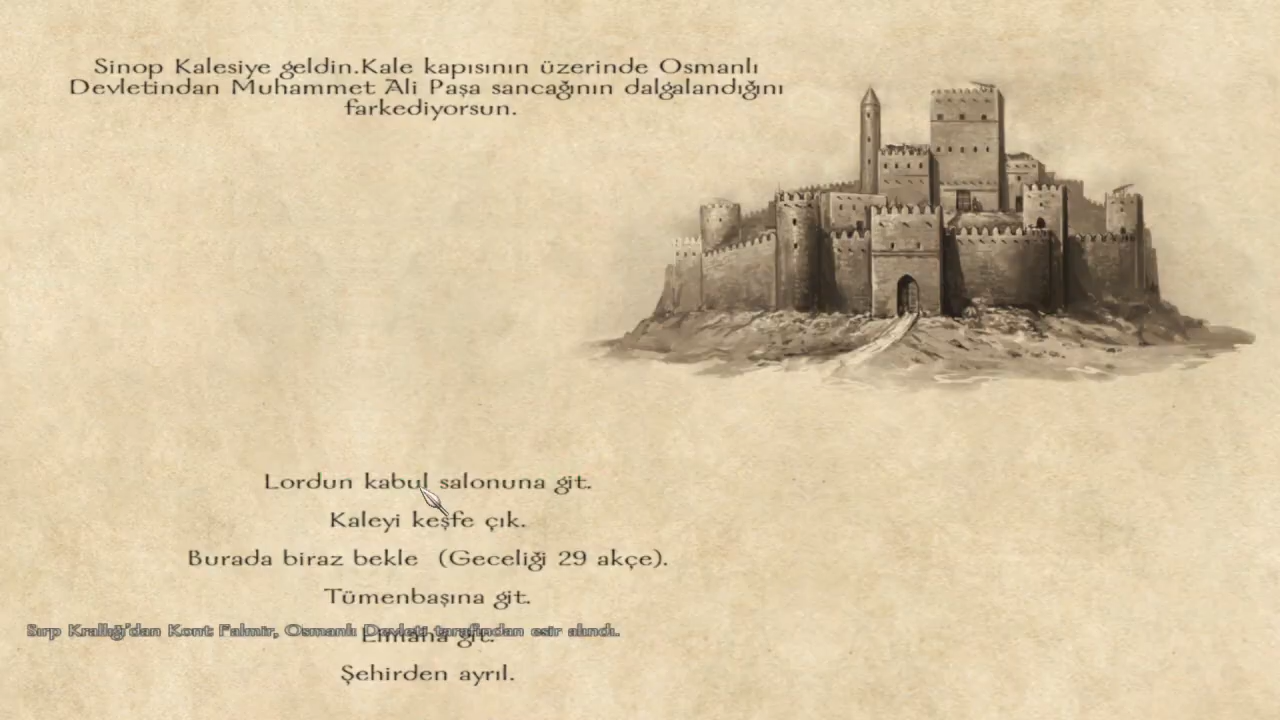 Sinop Kalesiye geldin.Kale kapısının üzerinde Osmanlı
Devletindan Muhammet Ali Paşa sancağının dalgalandığını
farkediyorsun.
Lordun kabul salonuna git.
Kaleyi keşfe çık.
Burada biraz bekle (Geceliği 29 akçe).
Tümenbaşına git.
Sırp Krallığı'dan Kont Falmir, Osmanlı Devleti tarafından esir alındı.
git.
Şehirden ayrıl.